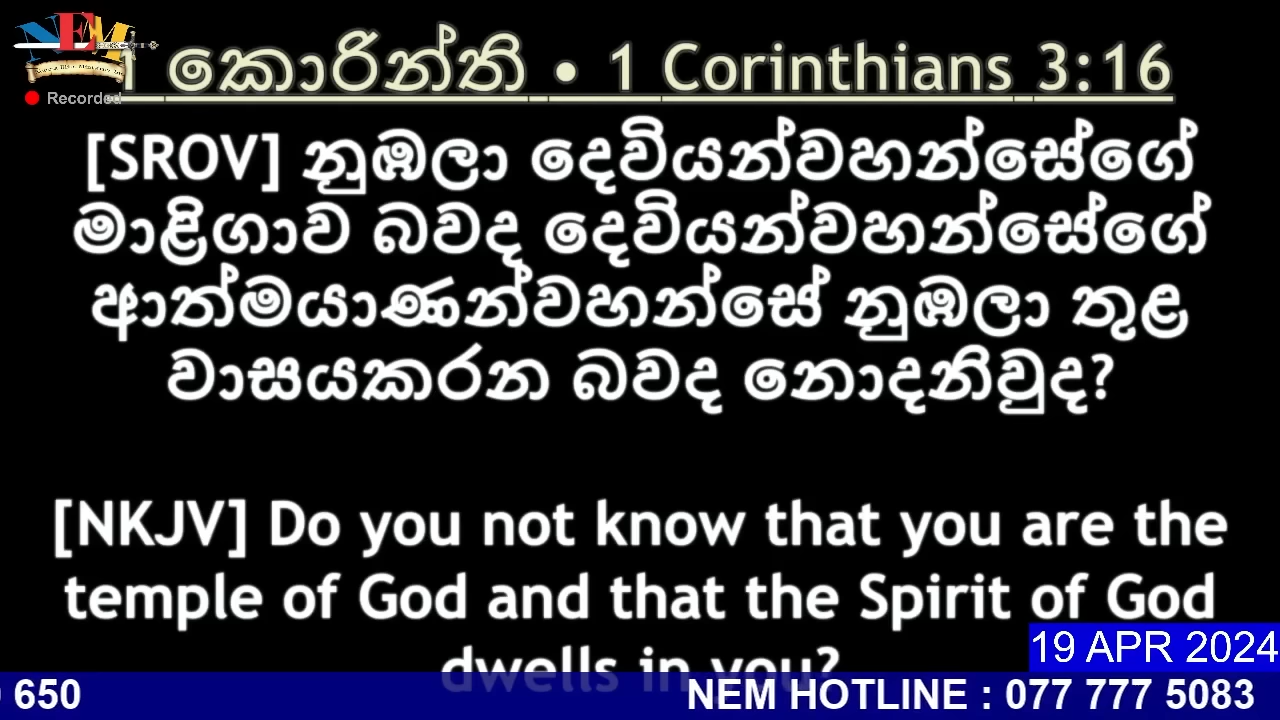 NEM
1 කොරින්ති • 1 Corinthians 3:16
Recorded
[SROV] නුඹලා දෙවියන්වහන්සේගේ
මාළිගාව බවද දෙවියන්වහන්සේගේ
ආත්මයාණන්වහන්සේ නුඹලා තුළ
වාසයකරන බවද නොදනිවුද?
[NKJV] Do you not know that you are the
temple of God and that the Spirit of God
dwells in you?
19 APR 2024
650 NEM HOTLINE : 077 777 5083